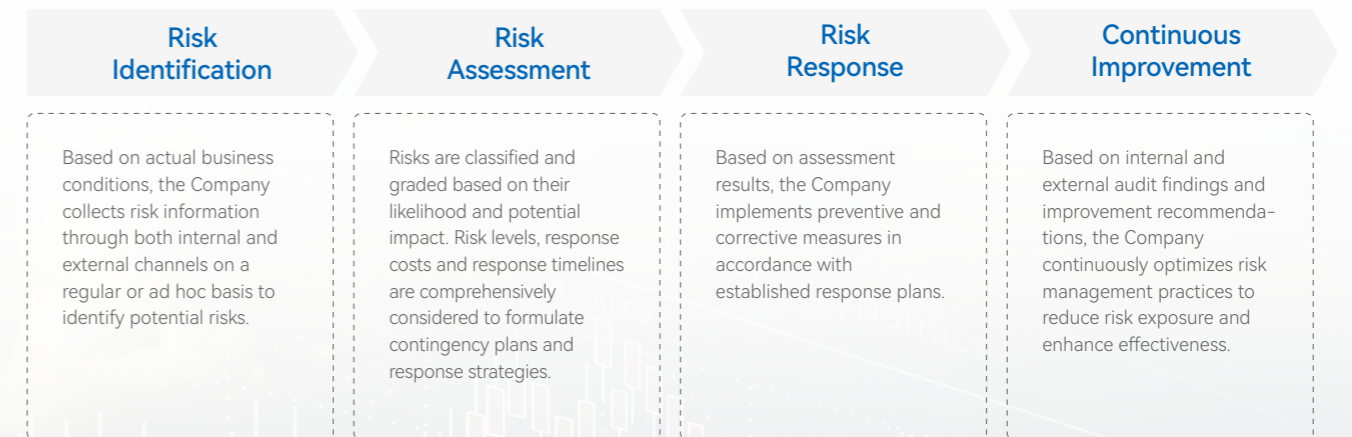 Risk
Identification
Risk
Assessment
Risk
Response
Continuous
Improvement
Based on actual business
conditions, the Company
collects risk information
through both internal and
external channels on a
regular or ad hoc basis to
identify potential risks.
Risks are classified and
graded based on their
likelihood and potential
impact. Risk levels, response
costs and response timelines
are comprehensively
considered to formulate
contingency plans and
response strategies.
Based on assessment
results, the Company
implements preventive and
corrective measures in
accordance with
established response plans.
Based on internal and
external audit findings and
improvement recommenda-
tions, the Company
continuously optimizes risk
management practices to
reduce risk exposure and
enhance effectiveness.